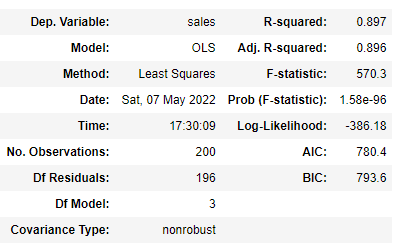 Dep. Variable: sales R-squared: 0.897
Model: OLS Adj. R-squared: 0.896
Method: Least Squares F-statistic: 570.3
Date: Sat, 07 May 2022 Prob (F-statistic): 1.58e-96
Time: 17:30:09 Log-Likelihood: -386.18
No. Observations: 200 AIC: 780.4
Df Residuals: 196 BIC: 793.6
Df Model: 3
Covariance Type: nonrobust